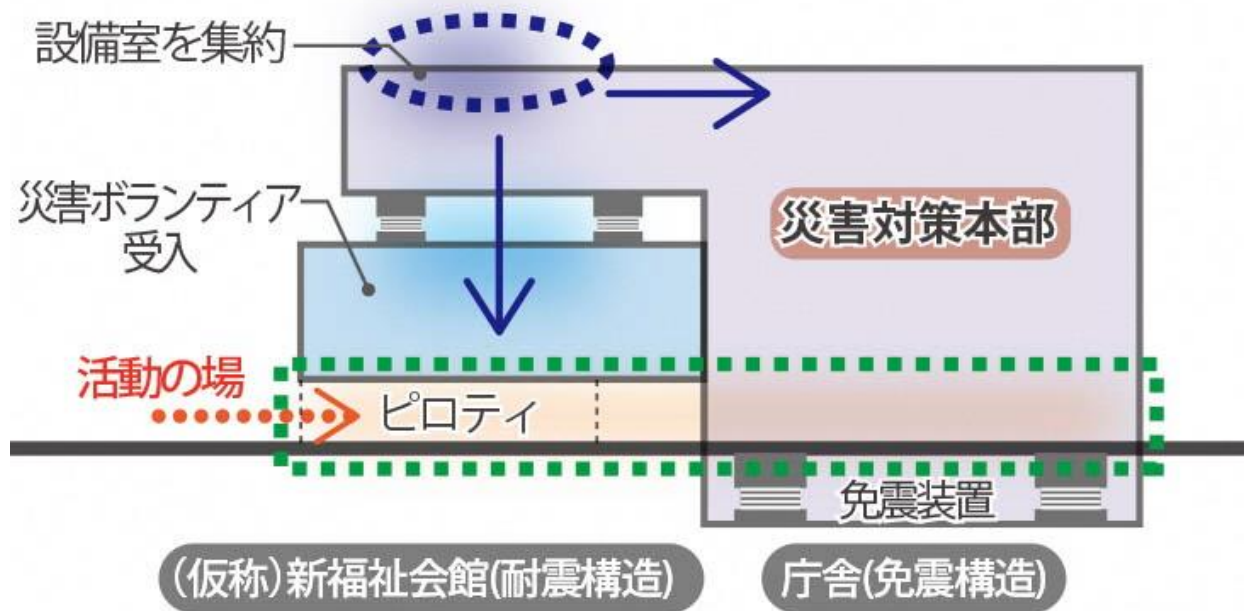 設備室を集約
災害ボランティア
受入
災害対策本部
活動の場
ピロティ
免震装置
(仮称)新福祉会館(耐震構造)
庁舎(免震構造)